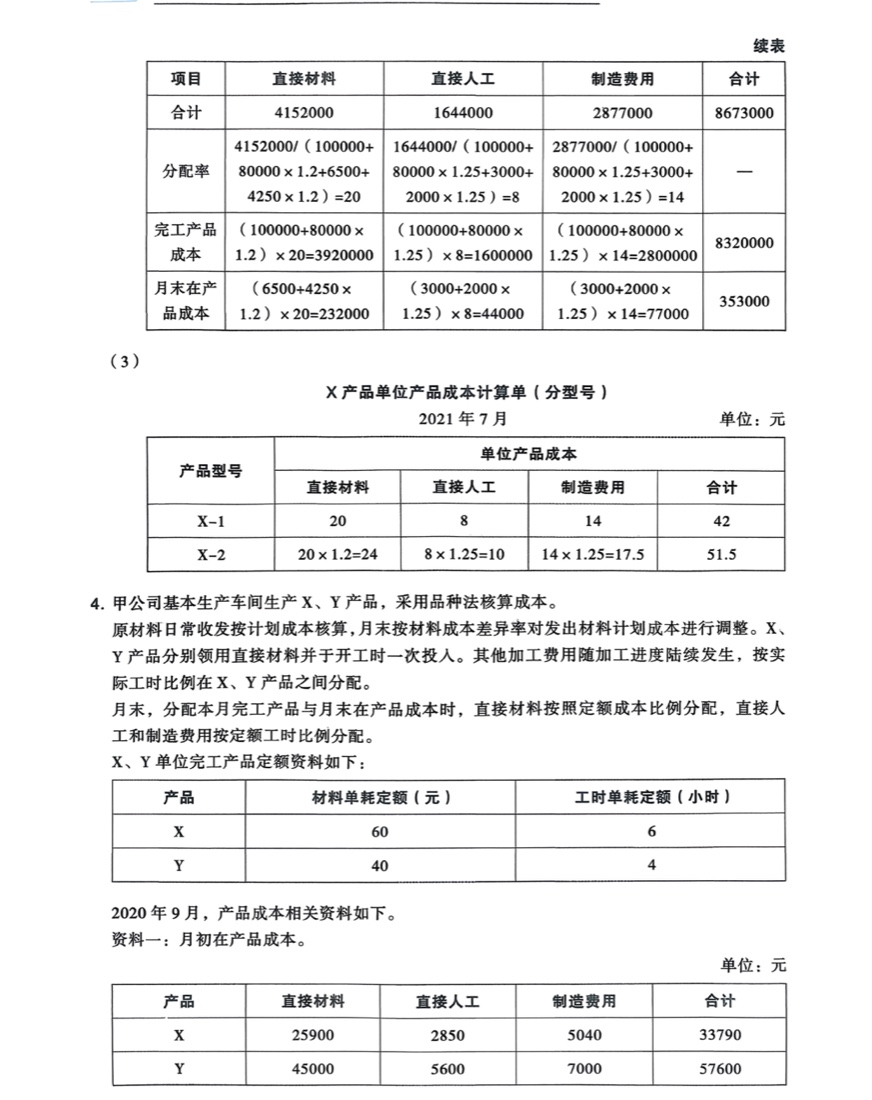 续表
项目 直接材料 直接人工 制造费用 合计
合计 4152000 1644000 2877000 8673000
4152000/（100000+ 1644000/（100000+ 2877000/（100000+
分配率 80000×1.2+6500+ 80000×1.25+3000+ 80000×1.25+3000+ —
4250×1.2）=20 2000×1.25）=8 2000×1.25）=14
完工产品 （100000+80000× （100000+80000× （100000+80000× 8320000
成本 1.2）×20=3920000 1.25）×8=1600000 1.25）×14=2800000
月末在产 （6500+4250× （3000+2000× （3000+2000× 353000
品成本 1.2）×20=232000 1.25）×8=44000 1.25）×14=77000
（3）
X产品单位产品成本计算单（分型号）
2021年7月 单位：元
产品型号 单位产品成本
直接材料 直接人工 制造费用 合计
X-1 20 8 14 42
X-2 20×1.2=24 8×1.25=10 14×1.25=17.5 51.5
4. 甲公司基本生产车间生产X、Y产品，采用品种法核算成本。
原材料日常收发按计划成本核算，月末按材料成本差异率对发出材料计划成本进行调整。X、
Y产品分别领用直接材料并于开工时一次投入。其他加工费用随加工进度陆续发生，按实
际工时比例在X、Y产品之间分配。
月末，分配本月完工产品与月末在产品成本时，直接材料按照定额成本比例分配，直接人
工和制造费用按定额工时比例分配。
X、Y单位完工产品定额资料如下：
产品 材料单耗定额（元） 工时单耗定额（小时）
X 60 6
Y 40 4
2020年9月，产品成本相关资料如下。
资料一：月初在产品成本。
单位：元
产品 直接材料 直接人工 制造费用 合计
X 25900 2850 5040 33790
Y 45000 5600 7000 57600